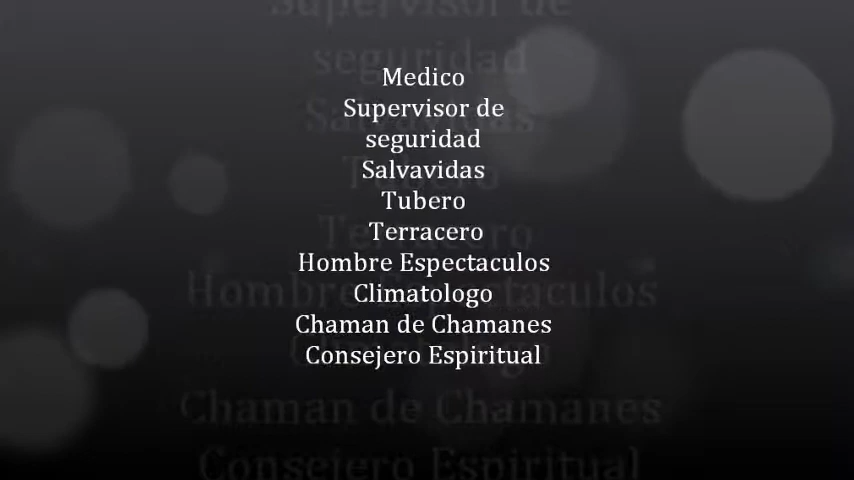 Medico
Supervisor de
seguridad
Salvavidas
Tubero
Terracero
Hombre Espectaculos
Climatologo
Chaman de Chamanes
Consejero Espiritual